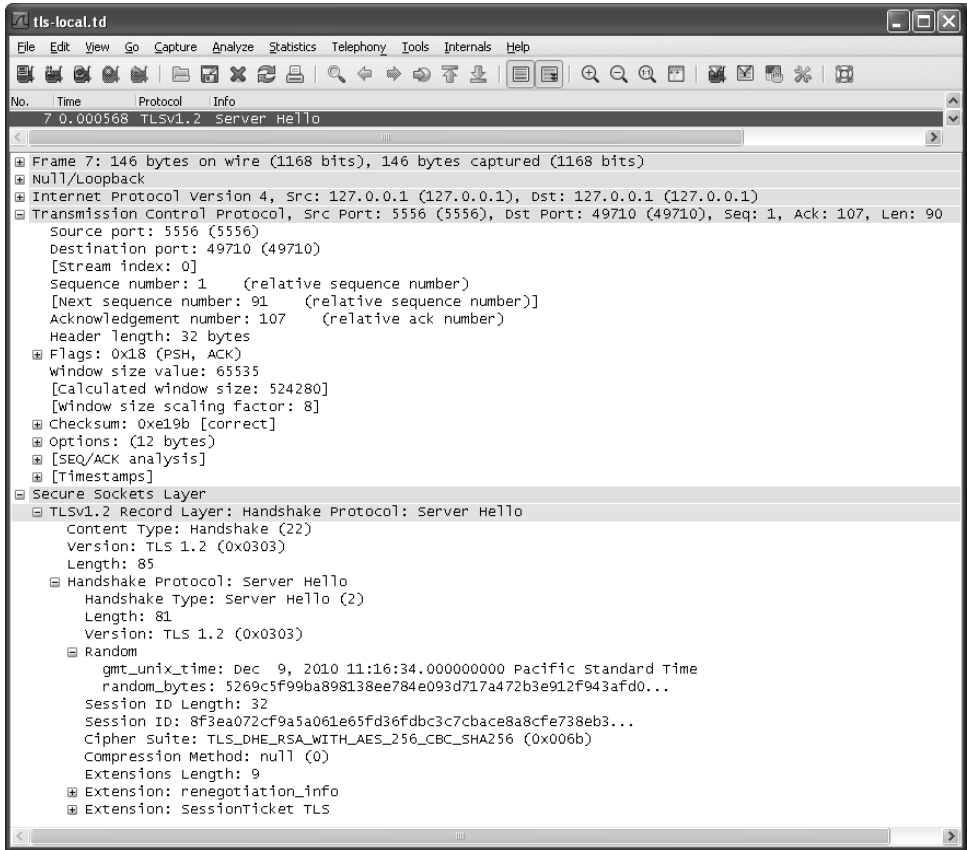 tls-local.td
File Edit View Go Capture Analyze Statistics Telephony Tools Internals Help
No. Time Protocol Info
7 0.000568 TLSv1.2 Server Hello
Frame 7: 146 bytes on wire (1168 bits), 146 bytes captured (1168 bits)
Null/Loopback
Internet Protocol Version 4, Src: 127.0.0.1 (127.0.0.1), Dst: 127.0.0.1 (127.0.0.1)
Transmission Control Protocol, Src Port: 5556 (5556), Dst Port: 49710 (49710), Seq: 1, Ack: 107, Len: 90
Source port: 5556 (5556)
Destination port: 49710 (49710)
[Stream index: 0]
Sequence number: 1 (relative sequence number)
[Next sequence number: 91 (relative sequence number)]
Acknowledgement number: 107 (relative ack number)
Header length: 32 bytes
Flags: 0x18 (PSH, ACK)
Window size value: 65535
[Calculated window size: 524280]
[Window size scaling factor: 8]
Checksum: 0xe19b [correct]
Options: (12 bytes)
[SEQ/ACK analysis]
[Timestamps]
Secure Sockets Layer
TLSv1.2 Record Layer: Handshake Protocol: Server Hello
Content Type: Handshake (22)
Version: TLS 1.2 (0x0303)
Length: 85
Handshake Protocol: Server Hello
Handshake Type: Server Hello (2)
Length: 81
Version: TLS 1.2 (0x0303)
Random
gmt_unix_time: Dec 9, 2010 11:16:34.000000000 Pacific Standard Time
random_bytes: 5269c5f99ba898138ee784e093d717a472b3e912f943afd0...
Session ID Length: 32
Session ID: 8f3ea072cf9a5a061e65fd36fdbc3c7cbace8a8cfe738eb3...
Cipher Suite: TLS_DHE_RSA_WITH_AES_256_CBC_SHA256 (0x006b)
Compression Method: null (0)
Extensions Length: 9
Extension: renegotiation_info
Extension: SessionTicket TLS